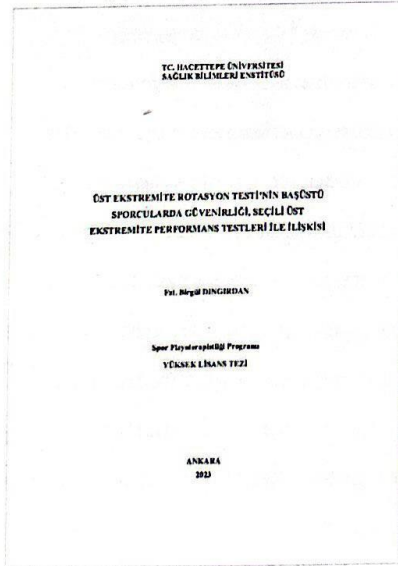 TC. HACETTEPE ÜNİVERSİTESİ
SAĞLIK BİLİMLERİ ENSTİTÜSÜ
ÜST EKSTREMİTE ROTASYON TESTİ'NİN BAŞÜSTÜ
SPORCULARDA GÜVENİRLİĞİ, SEÇİLİ ÜST
EKSTREMİTE PERFORMANS TESTLERİ İLE İLİŞKİSİ
Fzt. Birgül DINGIRDAN
Spor Fizyoterapistliği Programı
YÜKSEK LİSANS TEZİ
ANKARA
2023